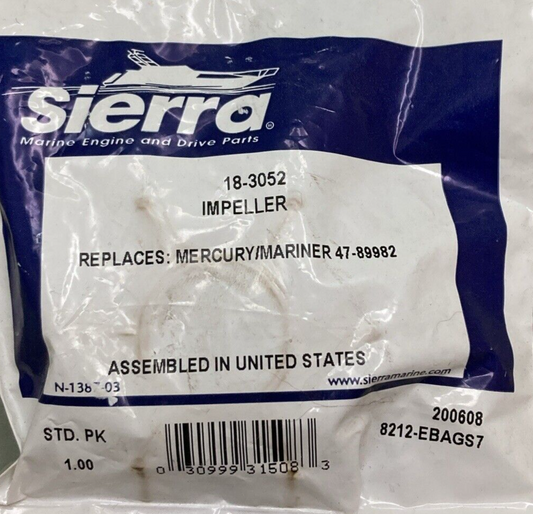 Sierra®
Marine Engine and Drive Parts
18-3052
IMPELLER
REPLACES: MERCURY/MARINER 47-89982
ASSEMBLED IN UNITED STATES
www.sierramarine.com
200608
STD. PK
8212-EBAGS7
1.00
0 30999 31508 3